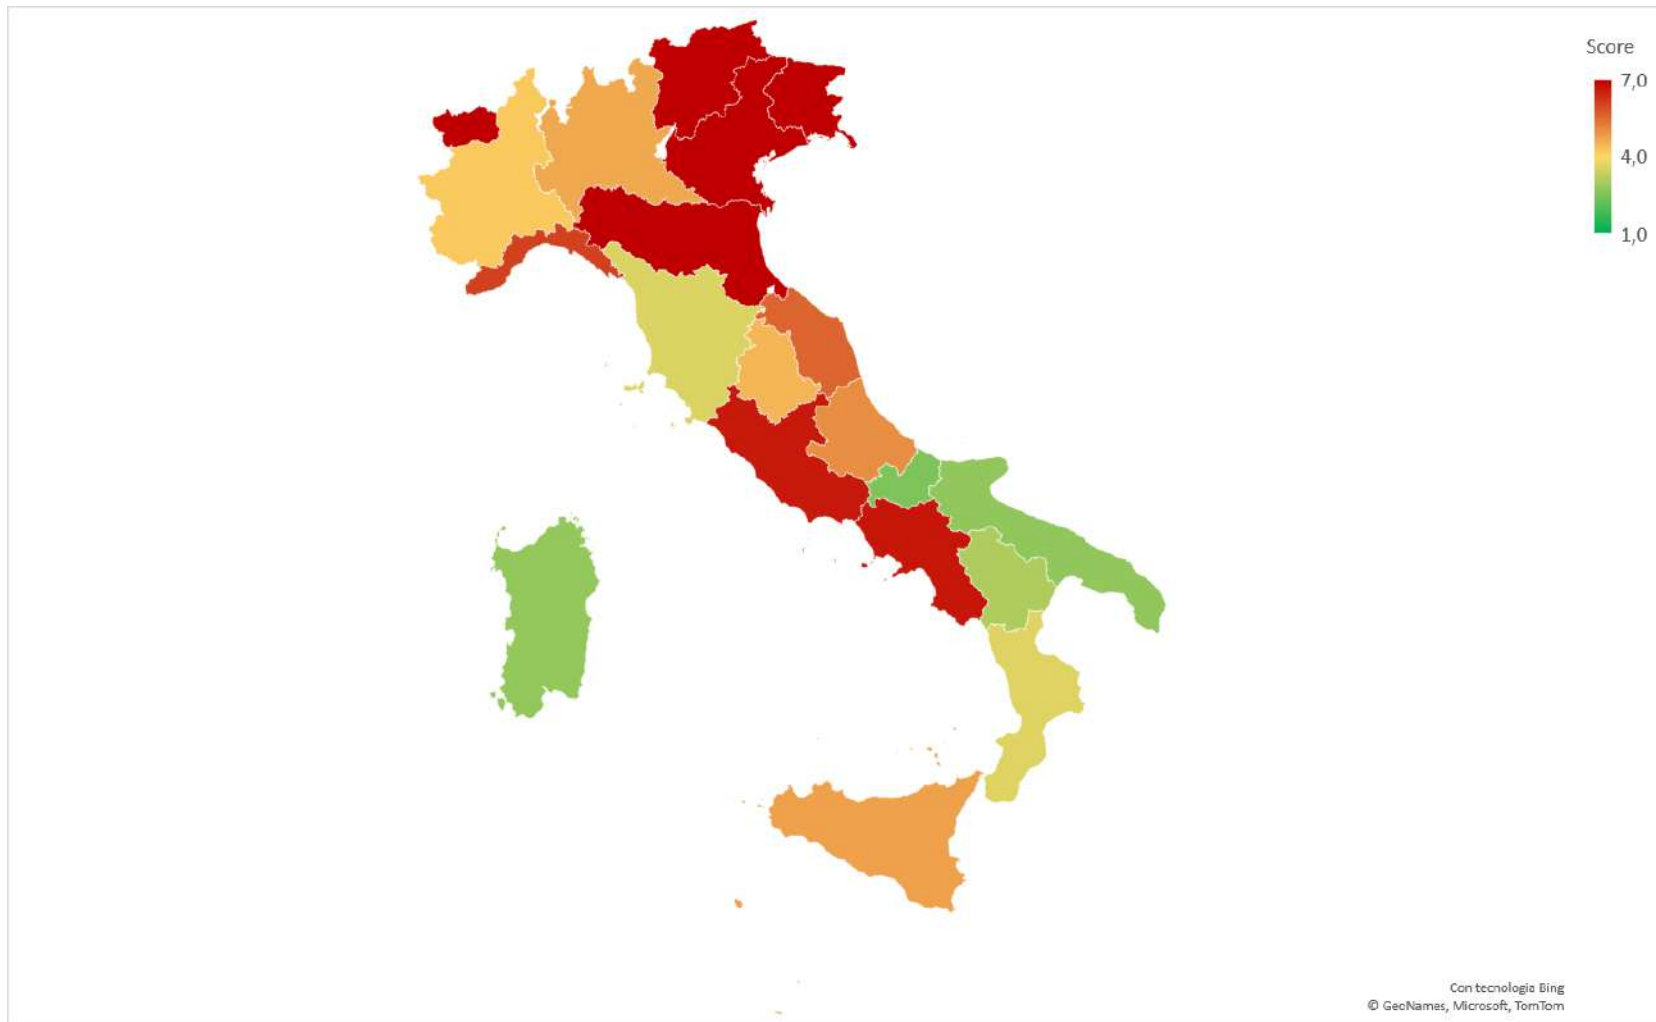 Score
7,0
4,0
1,0
Con tecnologia Bing
© GeoNames, Microsoft, TomTom